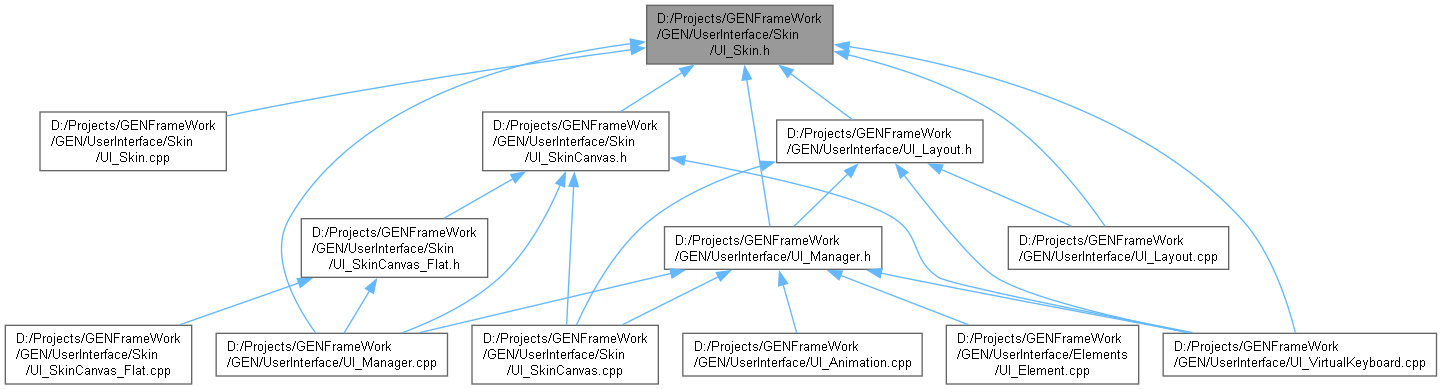 D:/Projects/GENFrameWork
/GEN/UserInterface/Skin
/UI_Skin.h
D:/Projects/GENFrameWork
/GEN/UserInterface/Skin
/UI_Skin.cpp
D:/Projects/GENFrameWork
/GEN/UserInterface/Skin
/UI_SkinCanvas.h
D:/Projects/GENFrameWork
/GEN/UserInterface/UI_Layout.h
D:/Projects/GENFrameWork
/GEN/UserInterface/Skin
/UI_SkinCanvas_Flat.h
D:/Projects/GENFrameWork
/GEN/UserInterface/UI_Manager.h
D:/Projects/GENFrameWork
/GEN/UserInterface/UI_Layout.cpp
D:/Projects/GENFrameWork
/GEN/UserInterface/Skin
/UI_SkinCanvas_Flat.cpp
D:/Projects/GENFrameWork
/GEN/UserInterface/UI_Manager.cpp
D:/Projects/GENFrameWork
/GEN/UserInterface/Skin
/UI_SkinCanvas.cpp
D:/Projects/GENFrameWork
/GEN/UserInterface/UI_Animation.cpp
D:/Projects/GENFrameWork
/GEN/UserInterface/Elements
/UI_Element.cpp
D:/Projects/GENFrameWork
/GEN/UserInterface/UI_VirtualKeyboard.cpp